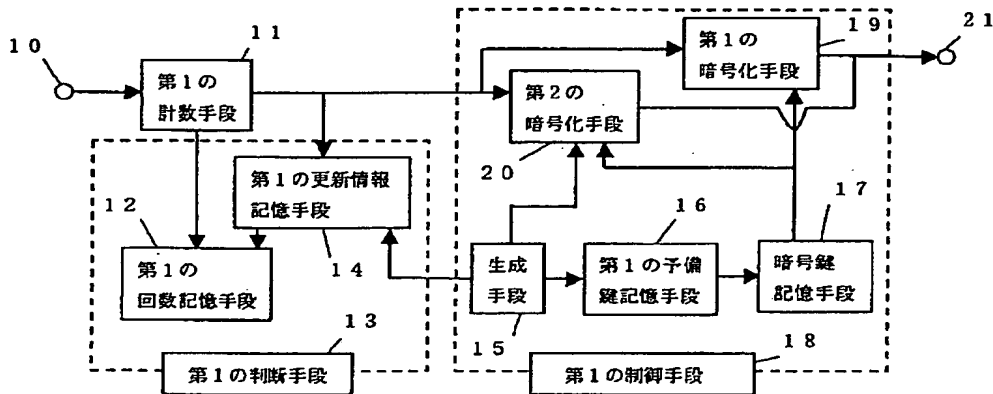 10
11
第1の
計数手段
第1の
暗号化手段
19
21
第2の
暗号化手段
20
12
第1の更新情報
記憶手段
14
第1の
回数記憶手段
13
第1の判断手段
生成
手段
15
16
第1の予備
鍵記憶手段
17
暗号鍵
記憶手段
18
第1の制御手段